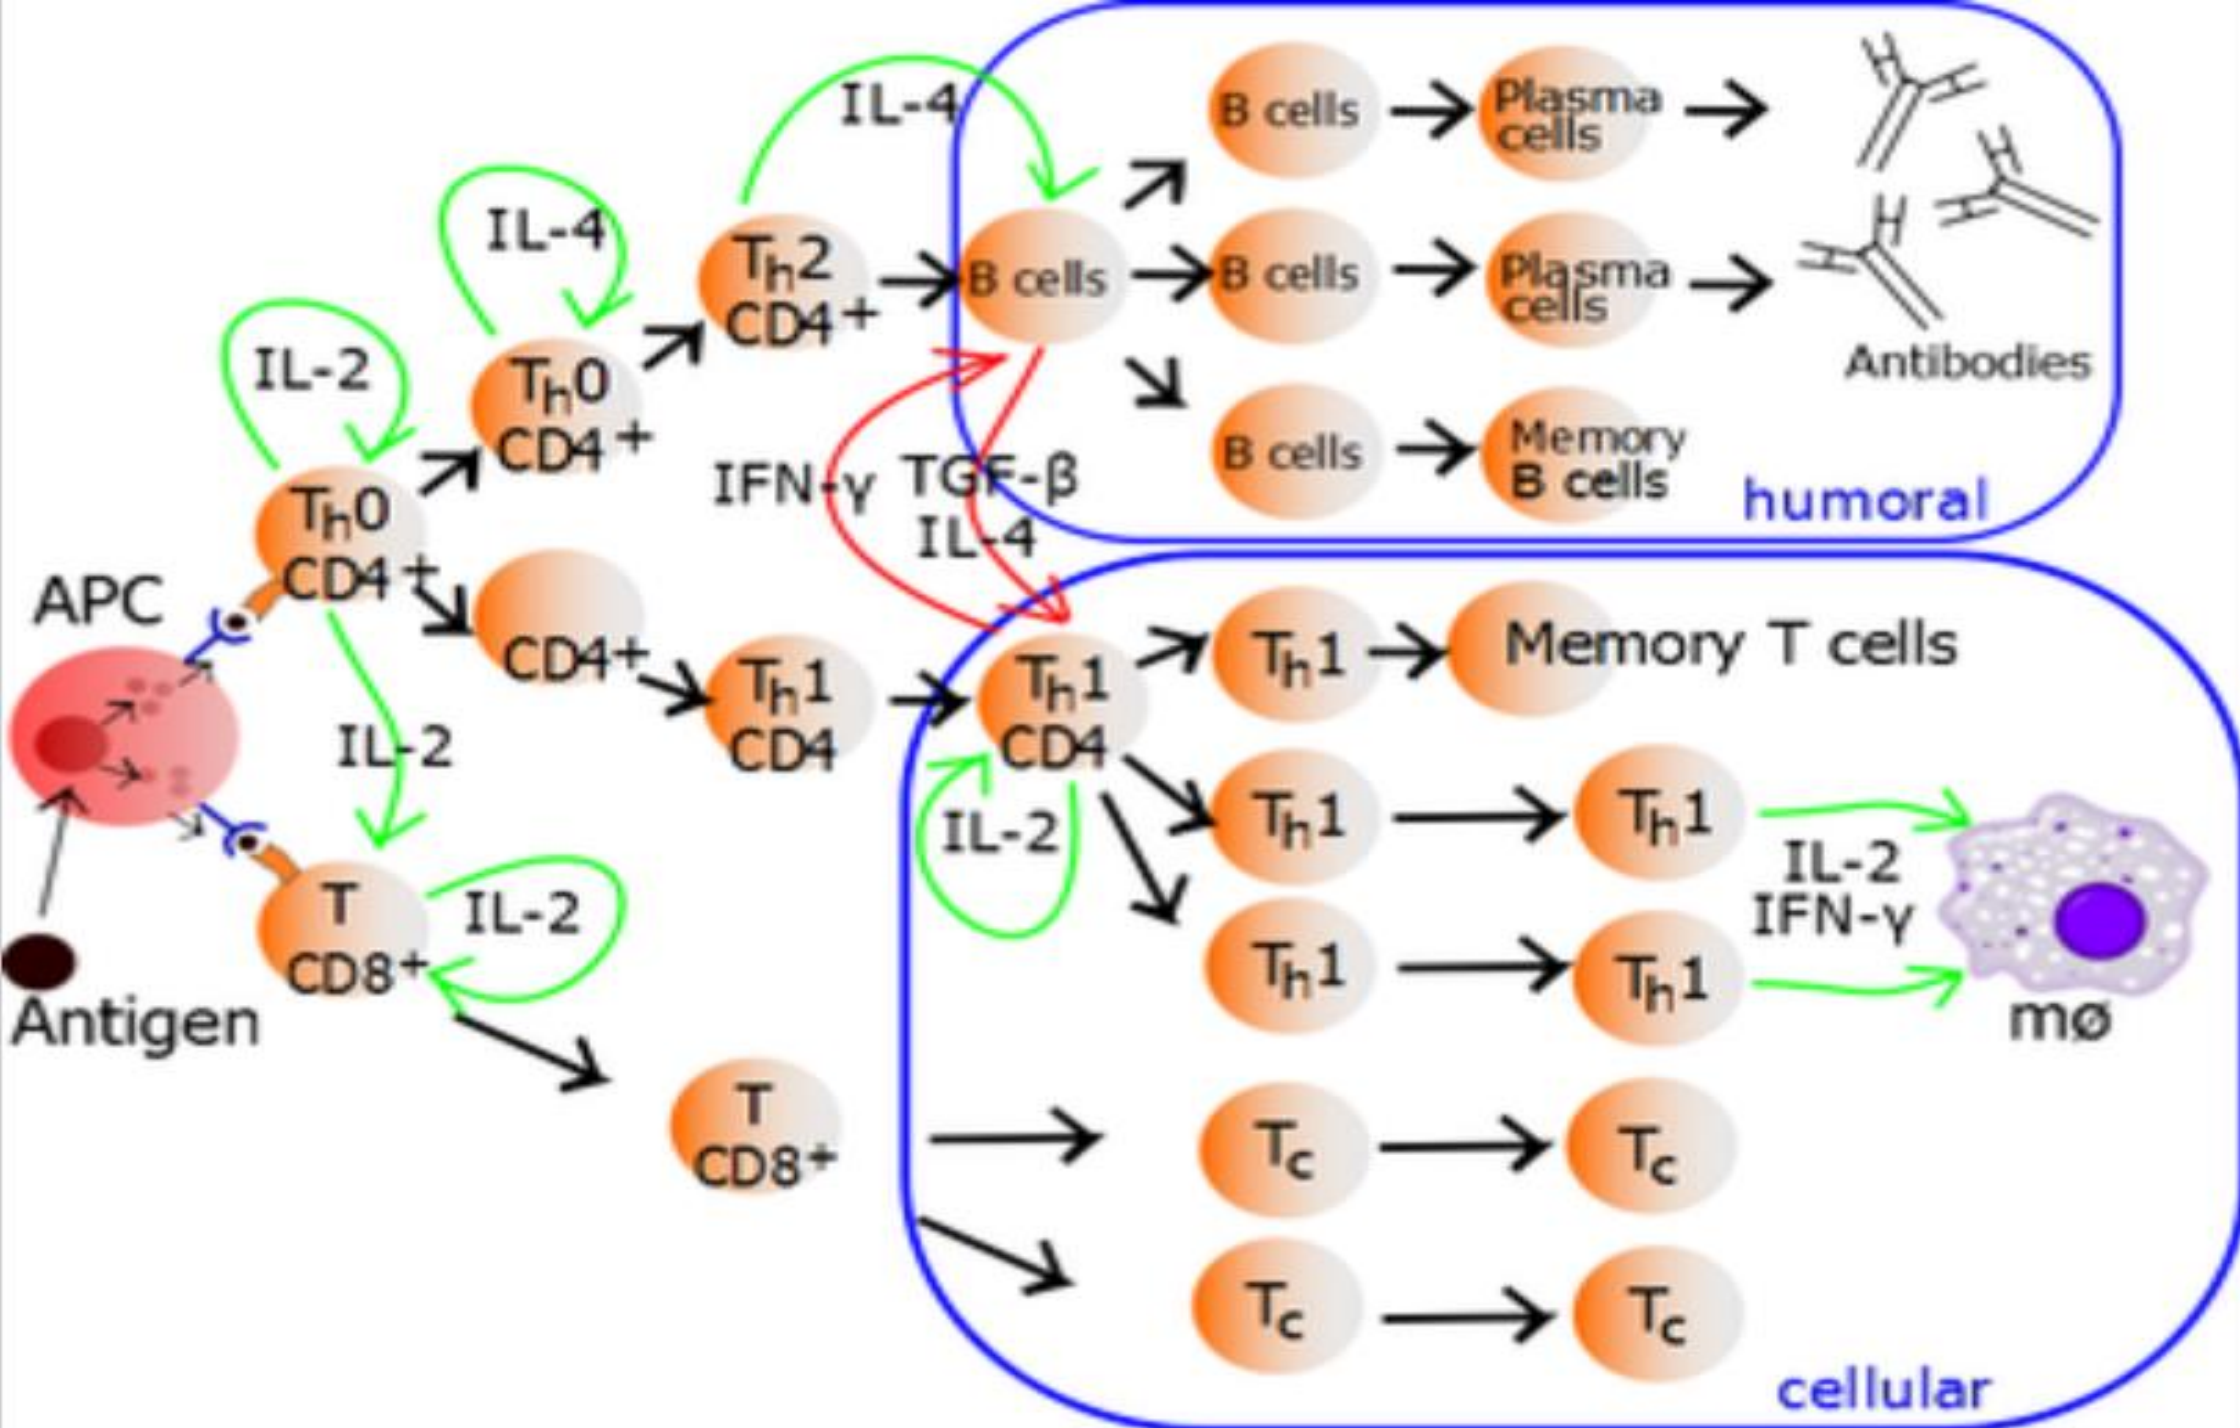 IL-4
B cells
Plasma
cells
IL-4
Th2
CD4+
B cells
B cells
Plasma
cells
Antibodies
IL-2
Th0
CD4+
IFN-γ
TGF-β
IL-4
B cells
Memory
B cells
humoral
Th0
CD4+
APC
CD4+
Th1
CD4
Th1
CD4
Th1
Memory T cells
IL-2
IL-2
Th1
Th1
IL-2
IFN-γ
T
CD8+
IL-2
Th1
Th1
mø
Antigen
T
CD8+
Tc
Tc
Tc
Tc
cellular